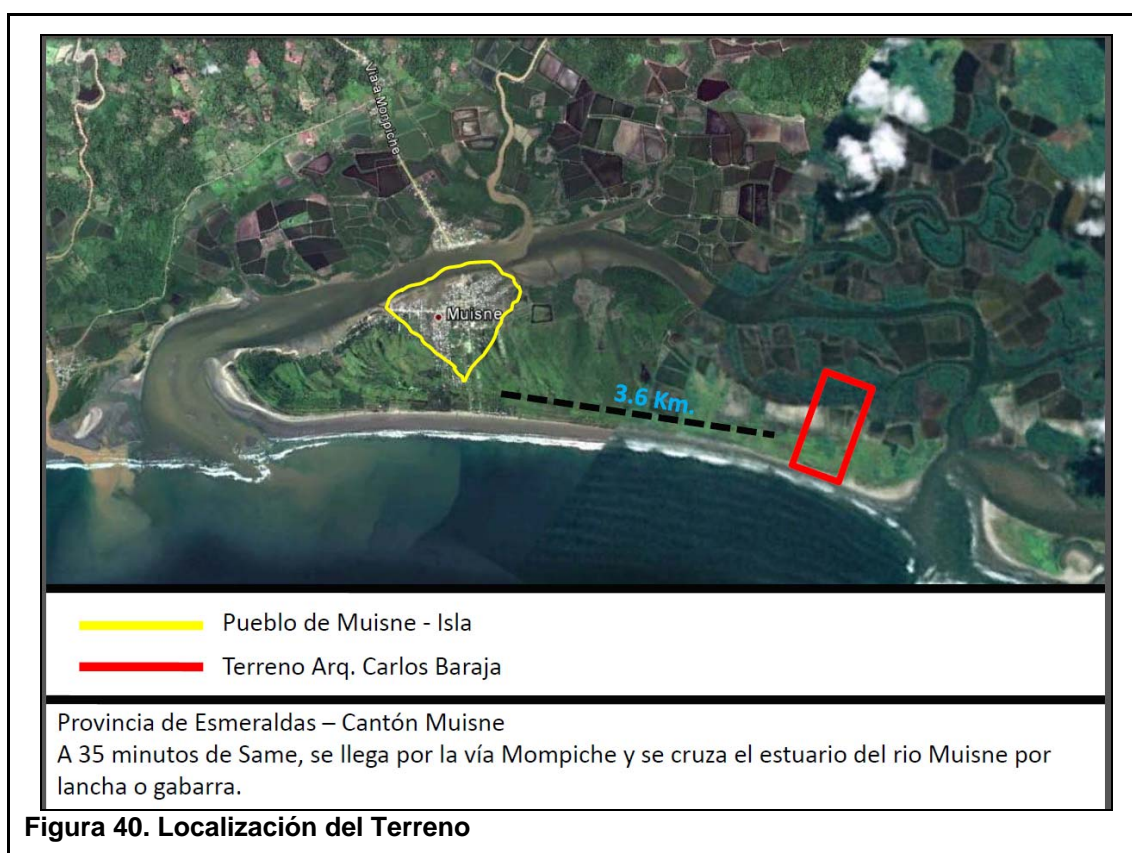 Vía a Monpiche
Muisne
3.6 Km.
Pueblo de Muisne - Isla
Terreno Arq. Carlos Baraja
Provincia de Esmeraldas – Cantón Muisne
A 35 minutos de Same, se llega por la vía Mompiche y se cruza el estuario del rio Muisne por
lancha o gabarra.
Figura 40. Localización del Terreno